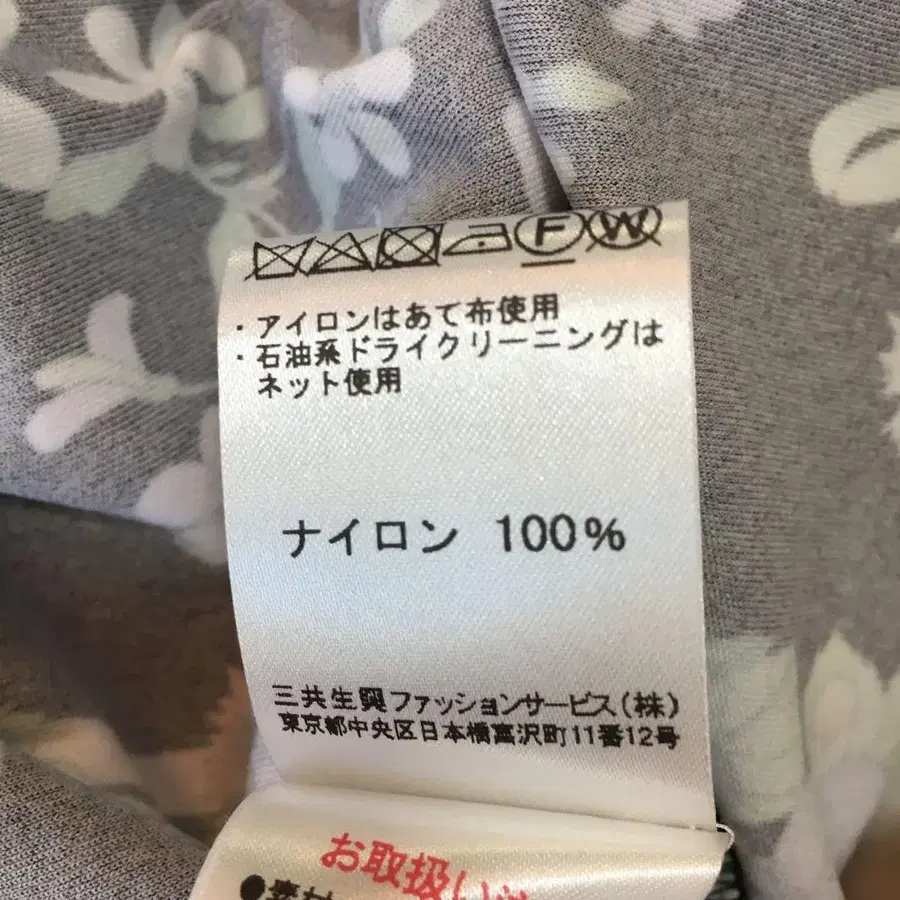 F W
・アイロンはあて布使用
・石油系ドライクリーニングは
ネット使用
ナイロン 100%
三共生興ファッションサービス(株)
東京都中央区日本橋富沢町11番12号
お取扱い
●素材